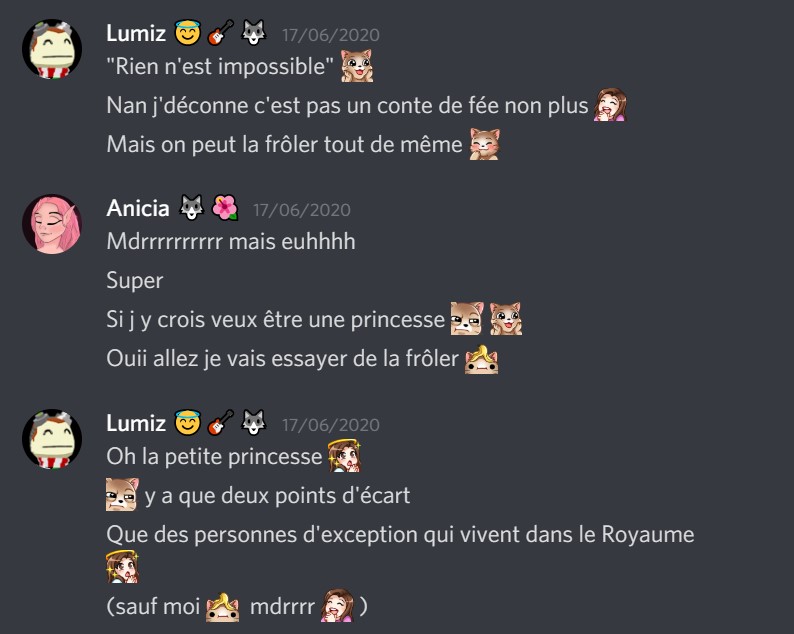 Lumiz 😇 🎸 🐺 17/06/2020
"Rien n'est impossible"
Nan j'déconne c'est pas un conte de fée non plus
Mais on peut la frôler tout de même
Anicia 🐺 🌺 17/06/2020
Mdrrrrrrrrrr mais euhhhh
Super
Si j y crois veux être une princesse
Ouii allez je vais essayer de la frôler
Lumiz 😇 🎸 🐺 17/06/2020
Oh la petite princesse
y a que deux points d'écart
Que des personnes d'exception qui vivent dans le Royaume
(sauf moi mdrrrr )